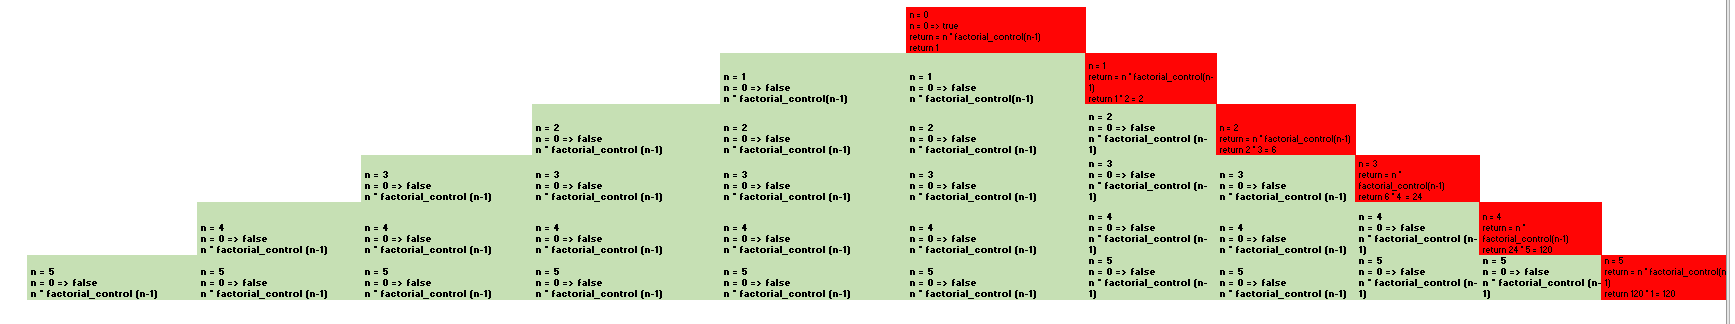 n = 0
n = 0 => true
return = n * factorial_control(n-1)
return 1
n = 1
n = 0 => false
n * factorial_control(n-1)
n = 1
n = 0 => false
n * factorial_control(n-1)
n = 1
return = n * factorial_control(n-
1)
return 1 * 2 = 2
n = 2
n = 0 => false
n * factorial_control (n-1)
n = 2
n = 0 => false
n * factorial_control (n-1)
n = 2
n = 0 => false
n * factorial_control (n-1)
n = 2
n = 0 => false
n * factorial_control (n-
1)
n = 2
return = n * factorial_control(n-1)
return 2 * 3 = 6
n = 3
n = 0 => false
n * factorial_control (n-1)
n = 3
n = 0 => false
n * factorial_control (n-1)
n = 3
n = 0 => false
n * factorial_control (n-1)
n = 3
n = 0 => false
n * factorial_control (n-1)
n = 3
n = 0 => false
n * factorial_control (n-
1)
n = 3
n = 0 => false
n * factorial_control (n-1)
n = 3
return = n *
factorial_control(n-1)
return 6 * 4 = 24
n = 4
n = 0 => false
n * factorial_control (n-1)
n = 4
n = 0 => false
n * factorial_control (n-1)
n = 4
n = 0 => false
n * factorial_control (n-1)
n = 4
n = 0 => false
n * factorial_control (n-1)
n = 4
n = 0 => false
n * factorial_control (n-1)
n = 4
n = 0 => false
n * factorial_control (n-
1)
n = 4
n = 0 => false
n * factorial_control (n-1)
n = 4
n = 0 => false
n * factorial_control (n-
1)
n = 4
return = n *
factorial_control(n-1)
return 24 * 5 = 120
n = 5
n = 0 => false
n * factorial_control (n-1)
n = 5
n = 0 => false
n * factorial_control (n-1)
n = 5
n = 0 => false
n * factorial_control (n-1)
n = 5
n = 0 => false
n * factorial_control (n-1)
n = 5
n = 0 => false
n * factorial_control (n-1)
n = 5
n = 0 => false
n * factorial_control (n-1)
n = 5
n = 0 => false
n * factorial_control (n-
1)
n = 5
n = 0 => false
n * factorial_control (n-1)
n = 5
n = 0 => false
n * factorial_control (n-
1)
n = 5
n = 0 => false
n * factorial_control (n-
1)
n = 5
return = n * factorial_control(n
1)
return 120 * 1 = 120